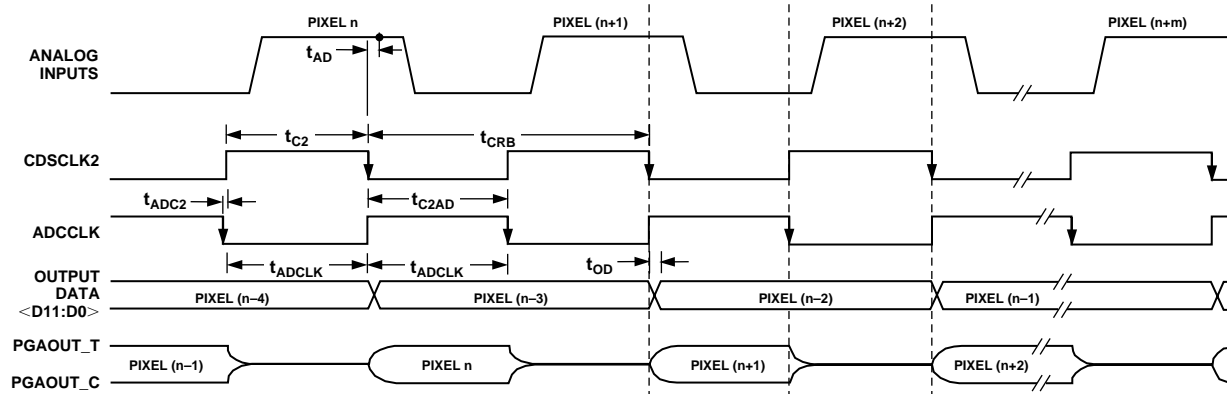 PIXEL n
PIXEL (n+1)
PIXEL (n+2)
PIXEL (n+m)
ANALOG
INPUTS
tAD
tC2
tCRB
CDSCLK2
tADC2
tC2AD
ADCCLK
tADCLK
tADCLK
tOD
OUTPUT
DATA
<D11:D0>
PIXEL (n–4)
PIXEL (n–3)
PIXEL (n–2)
PIXEL (n–1)
PGAOUT_T
PIXEL (n–1)
PIXEL n
PIXEL (n+1)
PIXEL (n+2)
PGAOUT_C